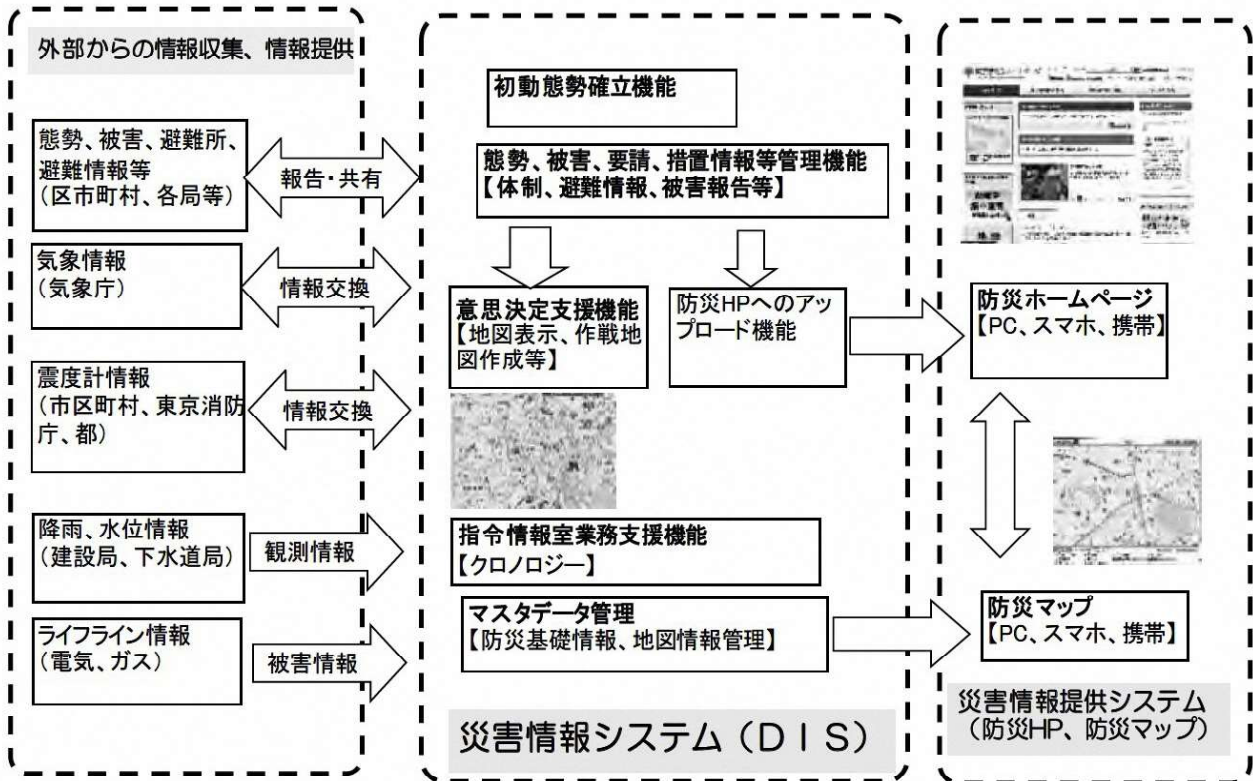 外部からの情報収集、情報提供
態勢、被害、避難所、
避難情報等
(区市町村、各局等)
報告・共有
気象情報
(気象庁)
情報交換
震度計情報
(市区町村、東京消防
庁、都)
情報交換
降雨、水位情報
(建設局、下水道局)
観測情報
ライフライン情報
(電気、ガス)
被害情報
初動態勢確立機能
態勢、被害、要請、措置情報等管理機能
【体制、避難情報、被害報告等】
意思決定支援機能
【地図表示、作戦地
図作成等】
防災HPへのアッ
プロード機能
指令情報室業務支援機能
【クロノロジー】
マスタデータ管理
【防災基礎情報、地図情報管理】
災害情報システム(DIS)
防災ホームページ
【PC、スマホ、携帯】
防災マップ
【PC、スマホ、携帯】
災害情報提供システム
(防災HP、防災マップ)